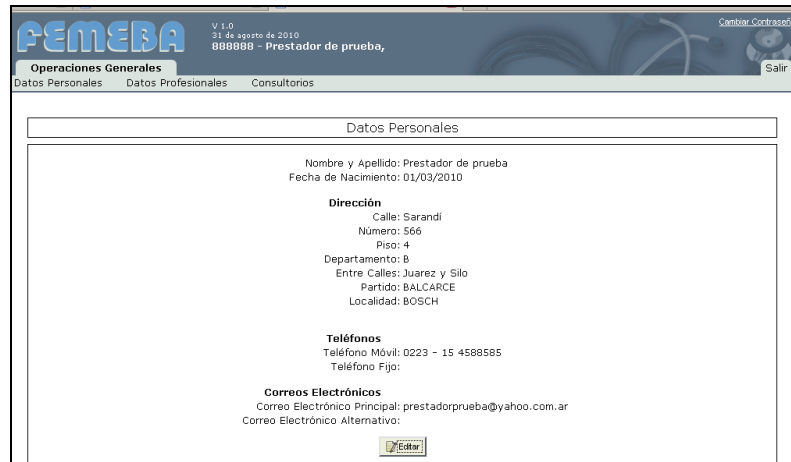 FEMEBA
V 1.0
31 de agosto de 2010
888888 - Prestador de prueba,
Cambiar Contraseñ
Operaciones Generales
Salir
Datos Personales Datos Profesionales Consultorios
Datos Personales
Nombre y Apellido: Prestador de prueba
Fecha de Nacimiento: 01/03/2010
Dirección
Calle: Sarandí
Número: 566
Piso: 4
Departamento: B
Entre Calles: Juarez y Silo
Partido: BALCARCE
Localidad: BOSCH
Teléfonos
Teléfono Móvil: 0223 - 15 4588585
Teléfono Fijo:
Correos Electrónicos
Correo Electrónico Principal: prestadorprueba@yahoo.com.ar
Correo Electrónico Alternativo:
Editar